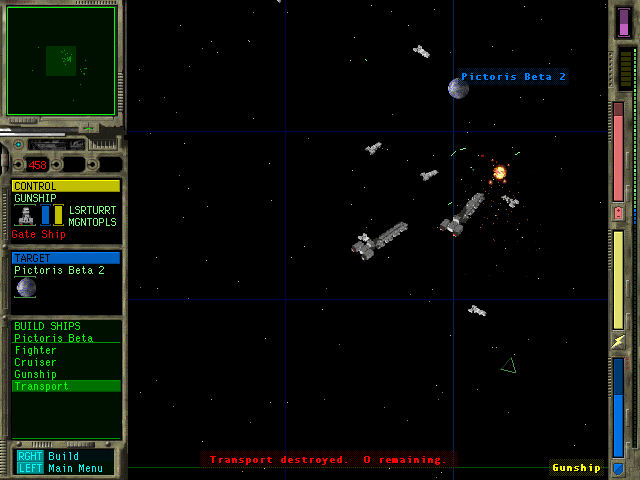 Pictoris Beta 2
458
CONTROL
GUNSHIP
LSRTURRT
MGNTOPLS
Gata Ship
TARGET
Pictoris Beta 2
BUILD SHIPS
Pictoris Beta
Fighter
Cruiser
Gunship
Transport
RGHT Build
LEFT Main Menu
Transport destroyed. 0 remaining.
Gunship